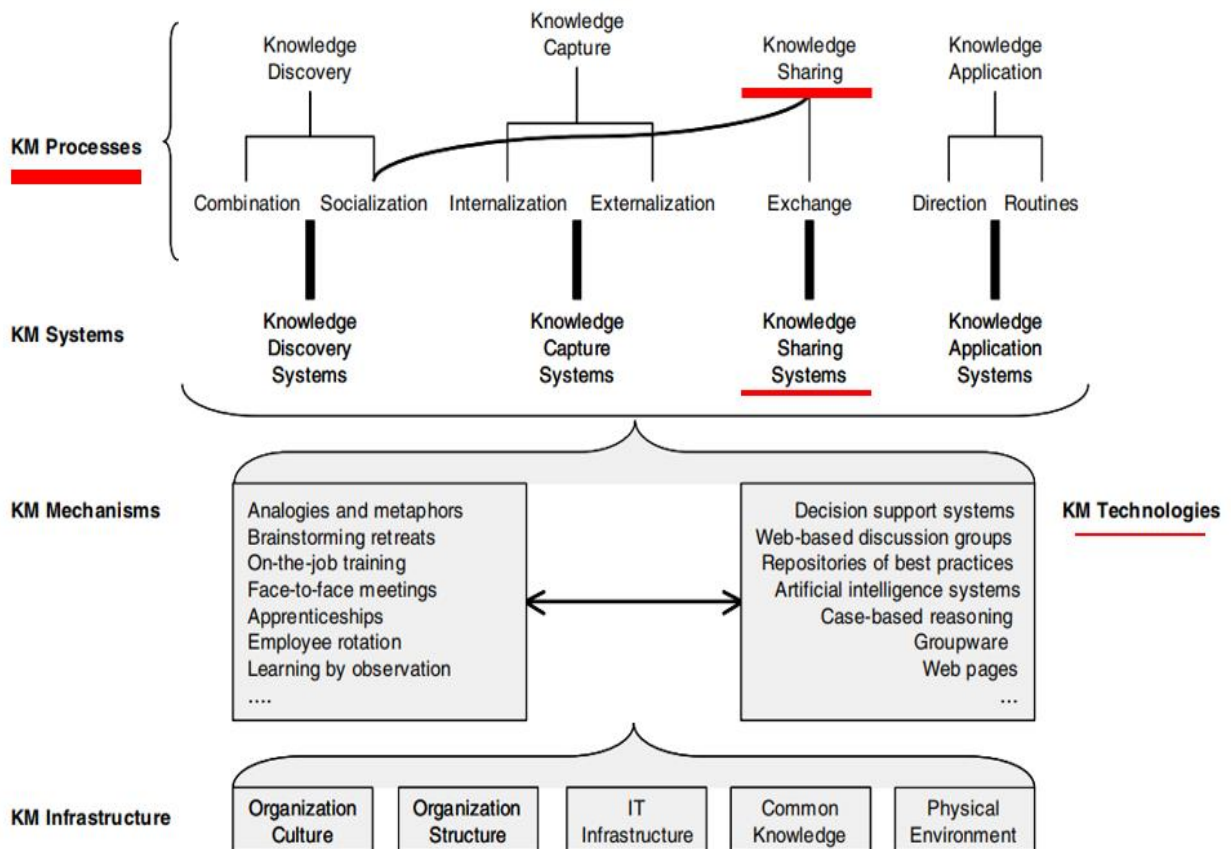 Knowledge
Discovery
Knowledge
Capture
Knowledge
Sharing
Knowledge
Application
KM Processes
Combination
Socialization
Internalization
Externalization
Exchange
Direction
Routines
KM Systems
Knowledge
Discovery
Systems
Knowledge
Capture
Systems
Knowledge
Sharing
Systems
Knowledge
Application
Systems
KM Mechanisms
Analogies and metaphors
Brainstorming retreats
On-the-job training
Face-to-face meetings
Apprenticeships
Employee rotation
Learning by observation
....
Decision support systems
Web-based discussion groups
Repositories of best practices
Artificial intelligence systems
Case-based reasoning
Groupware
Web pages
...
KM Technologies
KM Infrastructure
Organization
Culture
Organization
Structure
IT
Infrastructure
Common
Knowledge
Physical
Environment